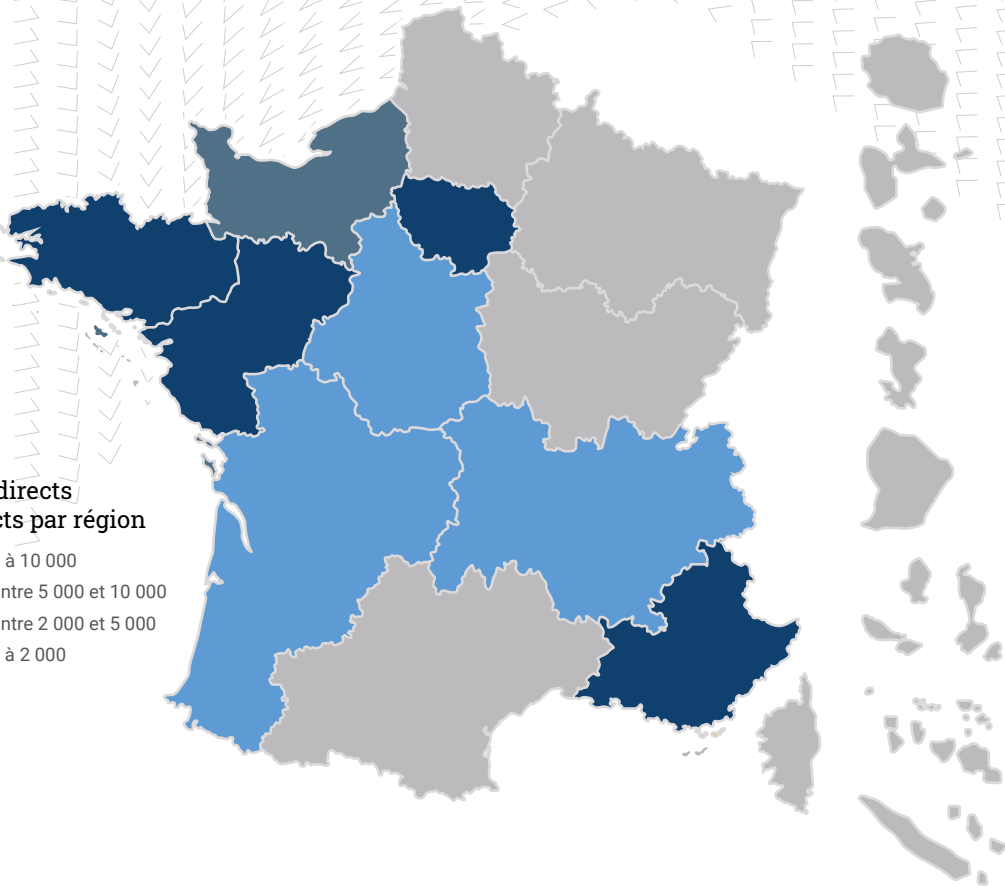 directs
cts par région
à 10 000
ntre 5 000 et 10 000
ntre 2 000 et 5 000
à 2 000